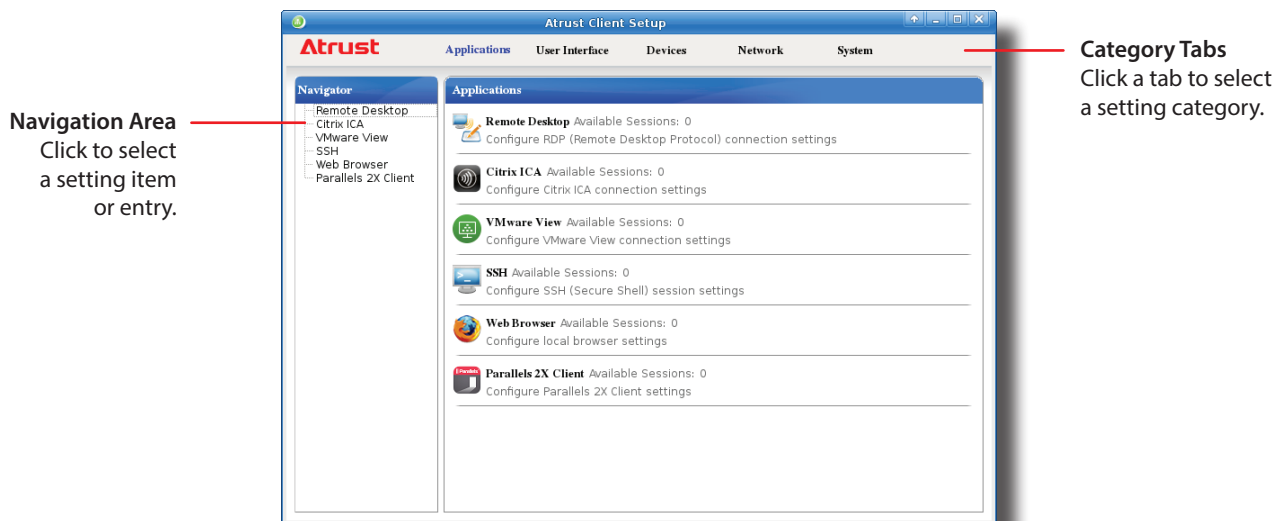 Atrust Client Setup
Atrust
Applications User Interface Devices Network System
Category Tabs
Click a tab to select
a setting category.
Navigation Area
Click to select
a setting item
or entry.
Navigator
Remote Desktop
Citrix ICA
VMware View
SSH
Web Browser
Parallels 2X Client
Applications
Remote Desktop Available Sessions: 0
Configure RDP (Remote Desktop Protocol) connection settings
Citrix ICA Available Sessions: 0
Configure Citrix ICA connection settings
VMware View Available Sessions: 0
Configure VMware View connection settings
SSH Available Sessions: 0
Configure SSH (Secure Shell) session settings
Web Browser Available Sessions: 0
Configure local browser settings
Parallels
Parallels 2X Client Available Sessions: 0
Configure Parallels 2X Client settings